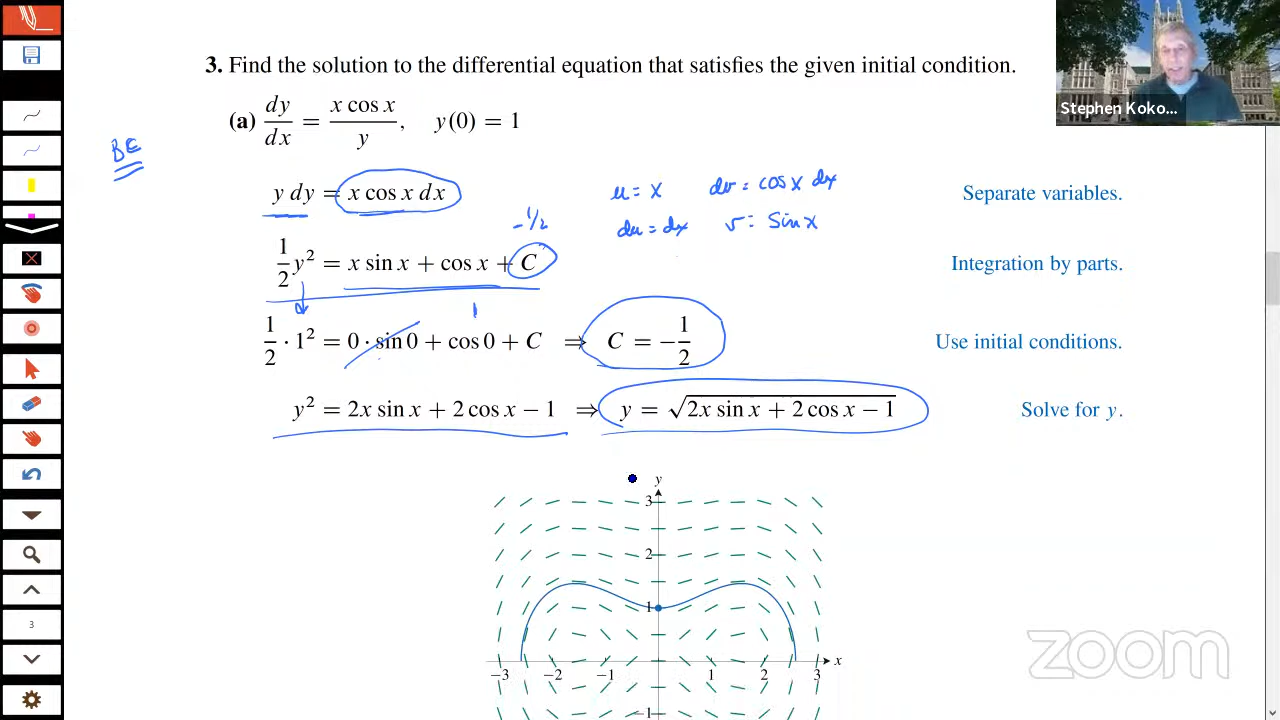 3. Find the solution to the differential equation that satisfies the given initial condition.
(a) dy/dx = x cos x / y, y(0) = 1
BE
y dy = x cos x dx
u = x dv = cos x dx
Separate variables.
du = dx v = sin x
-1/2
1/2 y² = x sin x + cos x + C
Integration by parts.
1
1/2 · 1² = 0 · sin 0 + cos 0 + C ⇒ C = −1/2
Use initial conditions.
y² = 2x sin x + 2 cos x − 1 ⇒ y = √(2x sin x + 2 cos x − 1)
Solve for y.
y
3
2
1
−3 −2 −1 1 2 3 x
−1
Stephen Koko...
3
zoom